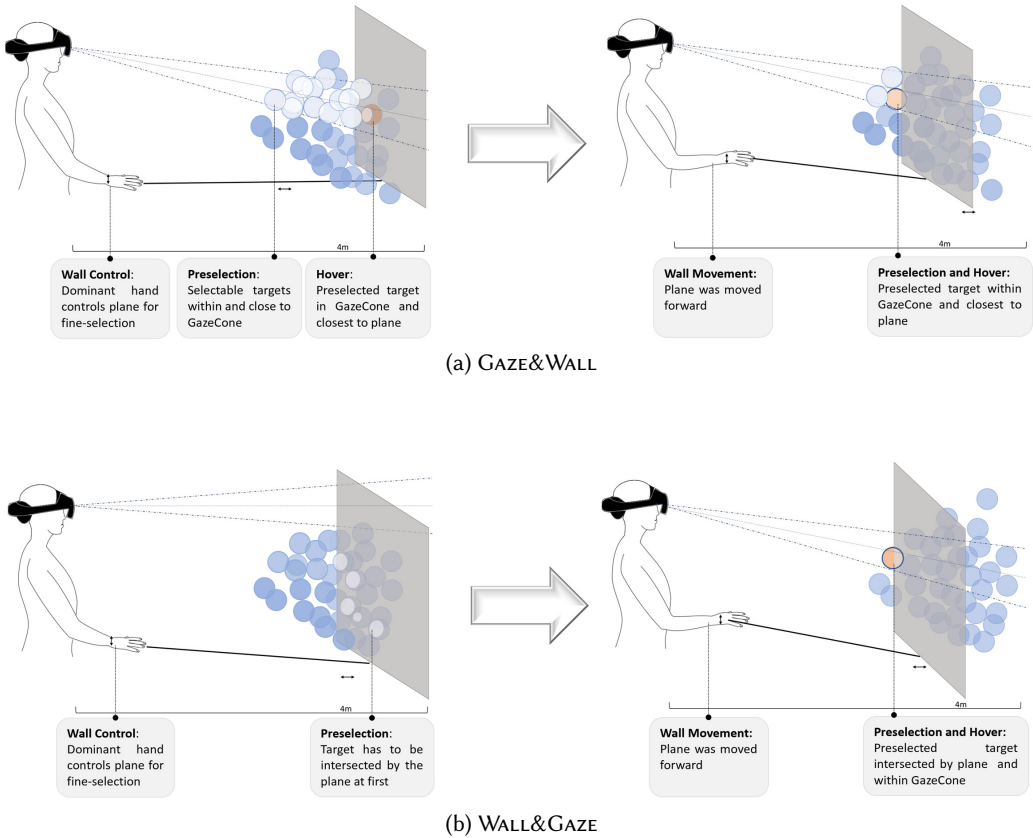 4m
4m
Wall Control:
Dominant hand
controls plane for
fine-selection
Preselection:
Selectable targets
within and close to
GazeCone
Hover:
Preselected target
in GazeCone and
closest to plane
Wall Movement:
Plane was moved
forward
Preselection and Hover:
Preselected target within
GazeCone and closest to
plane
(a) GAZE&WALL
4m
4m
Wall Control:
Dominant hand
controls plane for
fine-selection
Preselection:
Target has to be
intersected by the
plane at first
Wall Movement:
Plane was moved
forward
Preselection and Hover:
Preselected target
intersected by plane and
within GazeCone
(b) WALL&GAZE